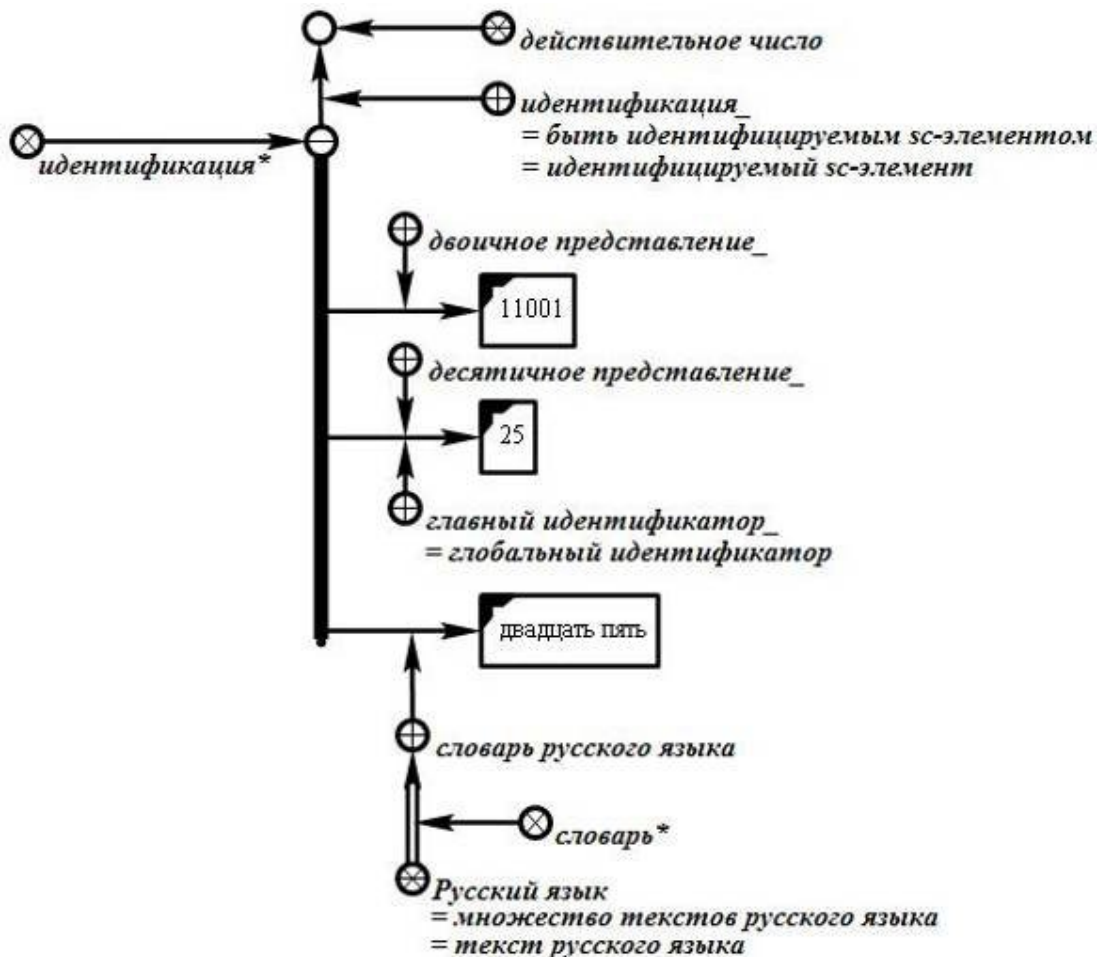 действительное число
идентификация_
= быть идентифицируемым sc-элементом
= идентифицируемый sc-элемент
идентификация*
двоичное представление_
11001
десятичное представление_
25
главный идентификатор_
= глобальный идентификатор
двадцать пять
словарь русского языка
словарь*
Русский язык
= множество текстов русского языка
= текст русского языка